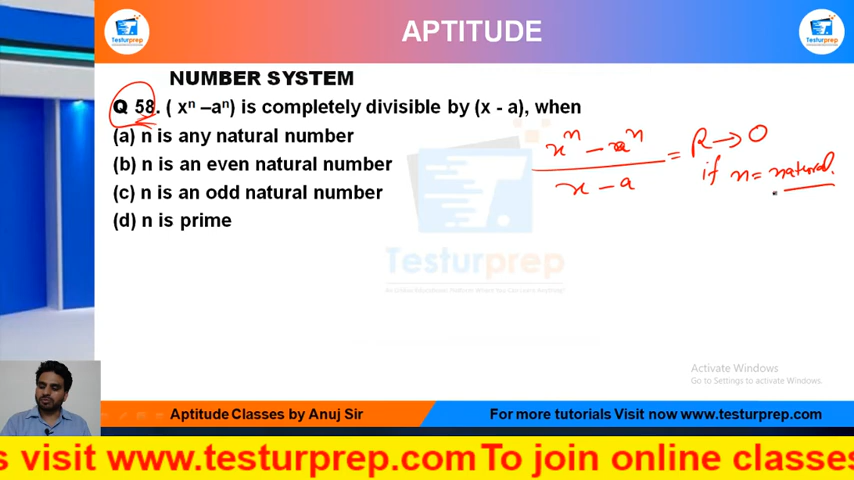 Testurprep
APTITUDE
Testurprep
NUMBER SYSTEM
Q 58. ( xⁿ –aⁿ) is completely divisible by (x - a), when
(a) n is any natural number
(b) n is an even natural number
(c) n is an odd natural number
(d) n is prime
xⁿ – aⁿ
x – a
= R → 0
if n = natural.
Testurprep
Activate Windows
Go to Settings to activate Windows.
Aptitude Classes by Anuj Sir
For more tutorials Visit now www.testurprep.com
s visit www.testurprep.com To join online classes